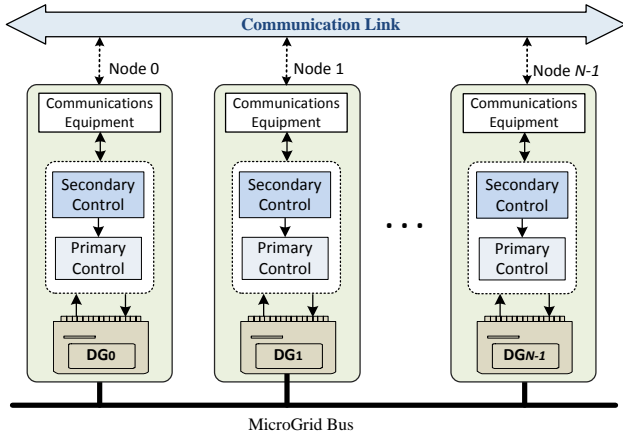 Communication Link
Node 0
Node 1
Node N-1
Communications
Equipment
Communications
Equipment
Communications
Equipment
Secondary
Control
Secondary
Control
Secondary
Control
. . .
Primary
Control
Primary
Control
Primary
Control
DG0
DG1
DGN-1
MicroGrid Bus